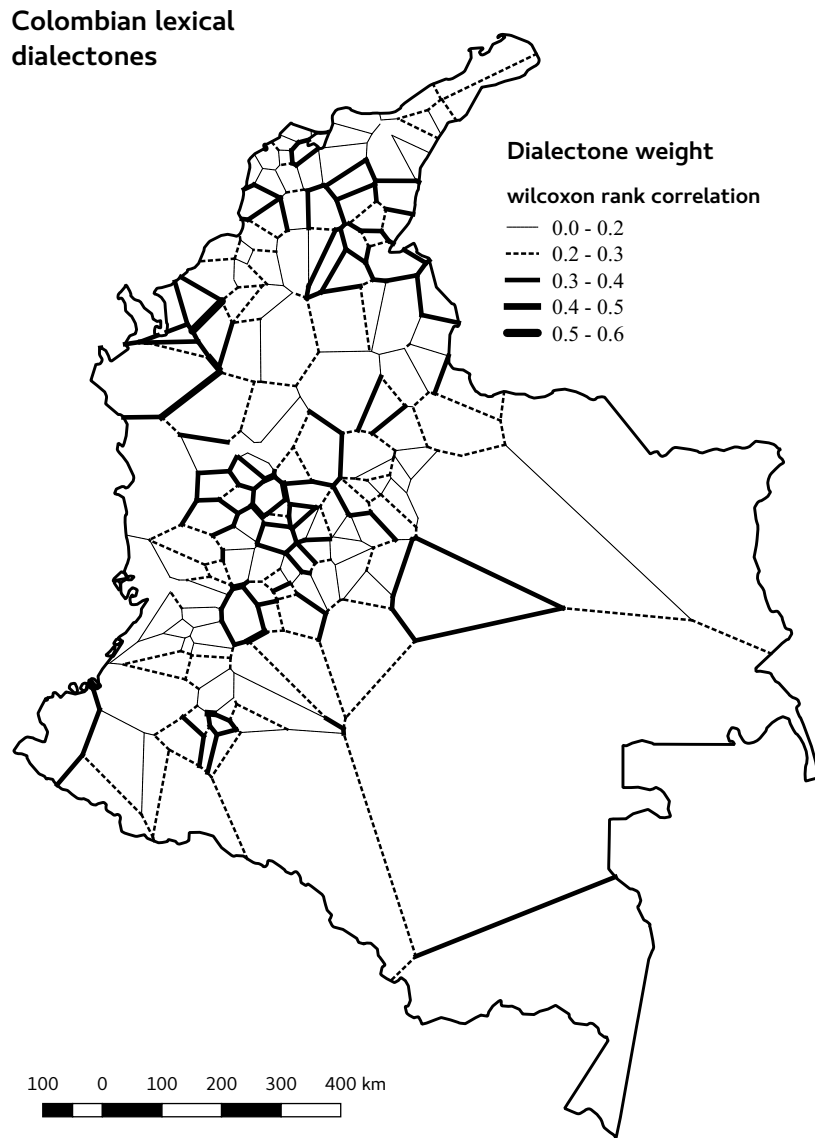 Colombian lexical
dialectones
Dialectone weight
wilcoxon rank correlation
0.0 - 0.2
0.2 - 0.3
0.3 - 0.4
0.4 - 0.5
0.5 - 0.6
100 0 100 200 300 400 km